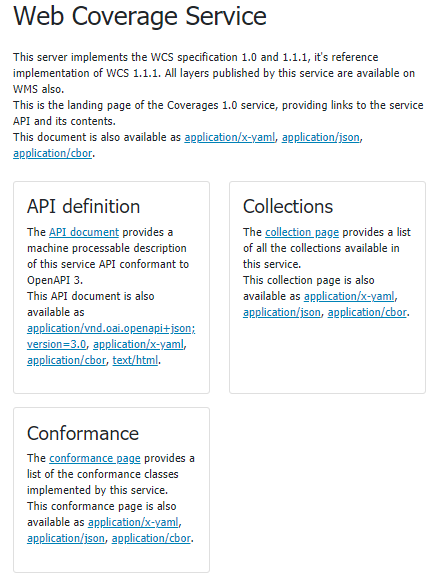 Web Coverage Service
This server implements the WCS specification 1.0 and 1.1.1, it's reference
implementation of WCS 1.1.1. All layers published by this service are available on
WMS also.
This is the landing page of the Coverages 1.0 service, providing links to the service
API and its contents.
This document is also available as application/x-yaml, application/json,
application/cbor.
API definition
The API document provides a
machine processable description
of this service API conformant to
OpenAPI 3.
This API document is also
available as
application/vnd.oai.openapi+json;
version=3.0, application/x-yaml,
application/cbor, text/html.
Collections
The collection page provides a list
of all the collections available in
this service.
This collection page is also
available as application/x-yaml,
application/json, application/cbor.
Conformance
The conformance page provides a
list of the conformance classes
implemented by this service.
This conformance page is also
available as application/x-yaml,
application/json, application/cbor.